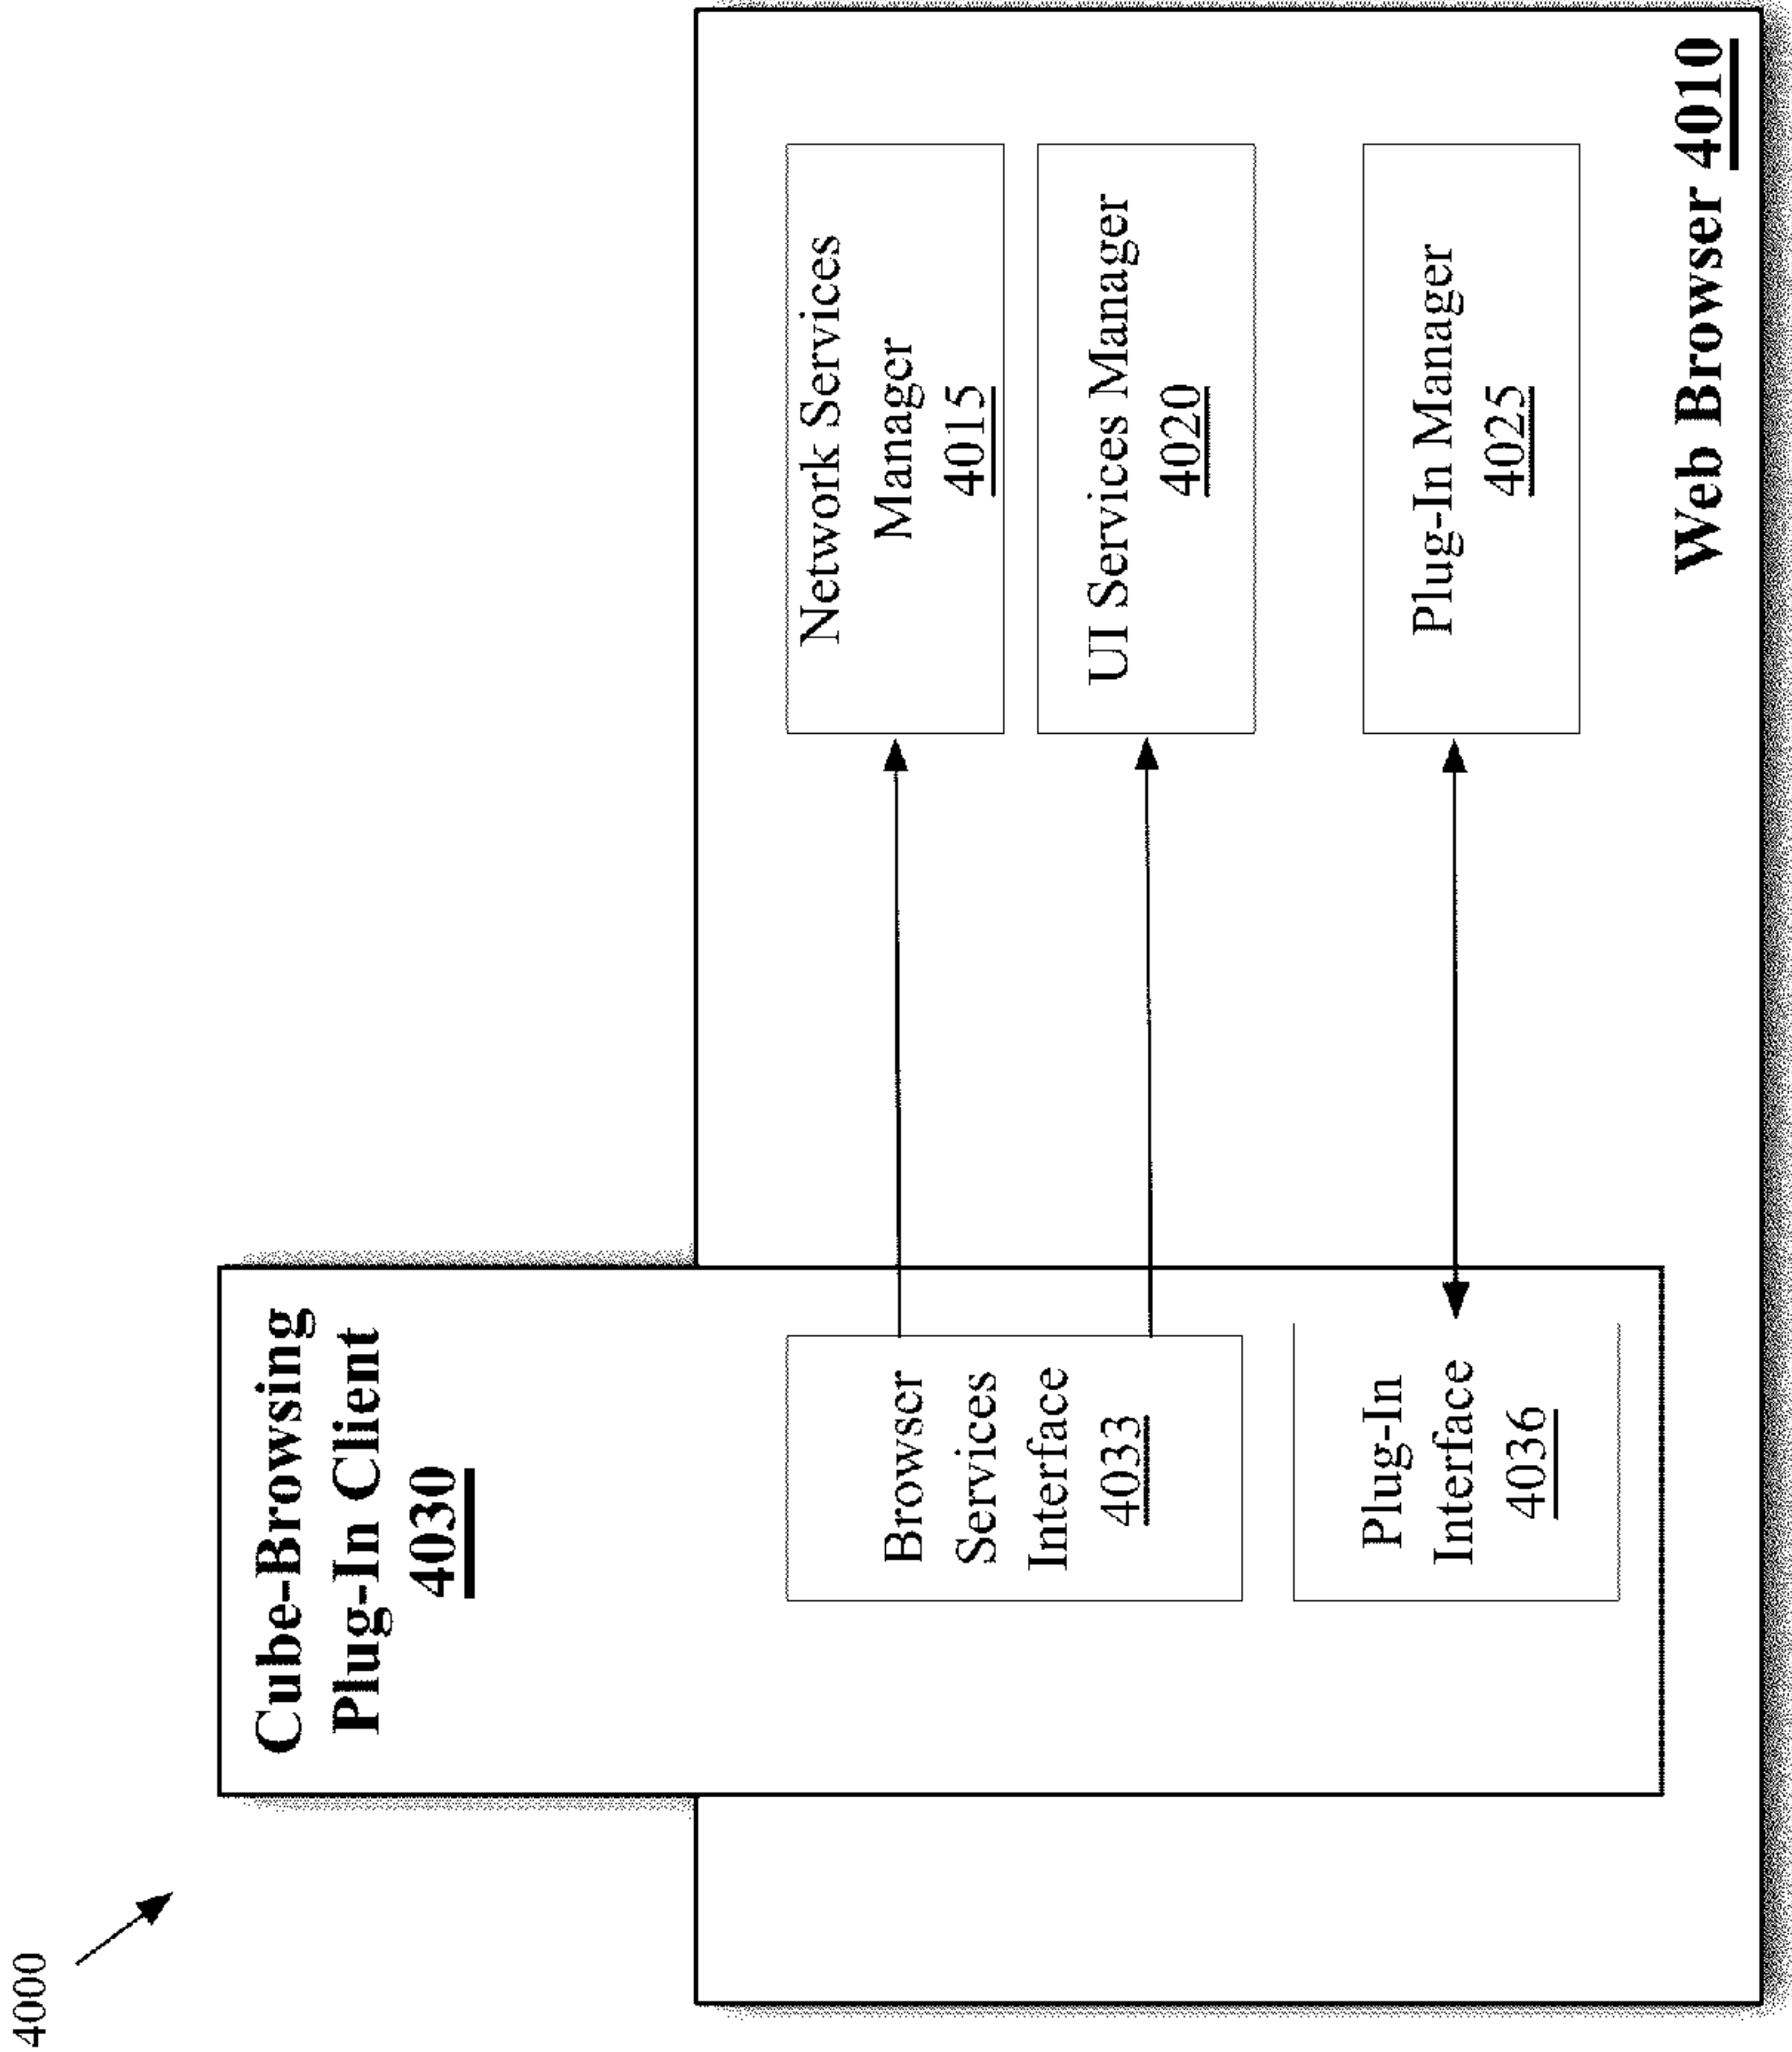 4000
Cube-Browsing
Plug-In Client
4030
Browser
Services
Interface
4033
Plug-In
Interface
4036
Network Services
Manager
4015
UI Services Manager
4020
Plug-In Manager
4025
Web Browser 4010